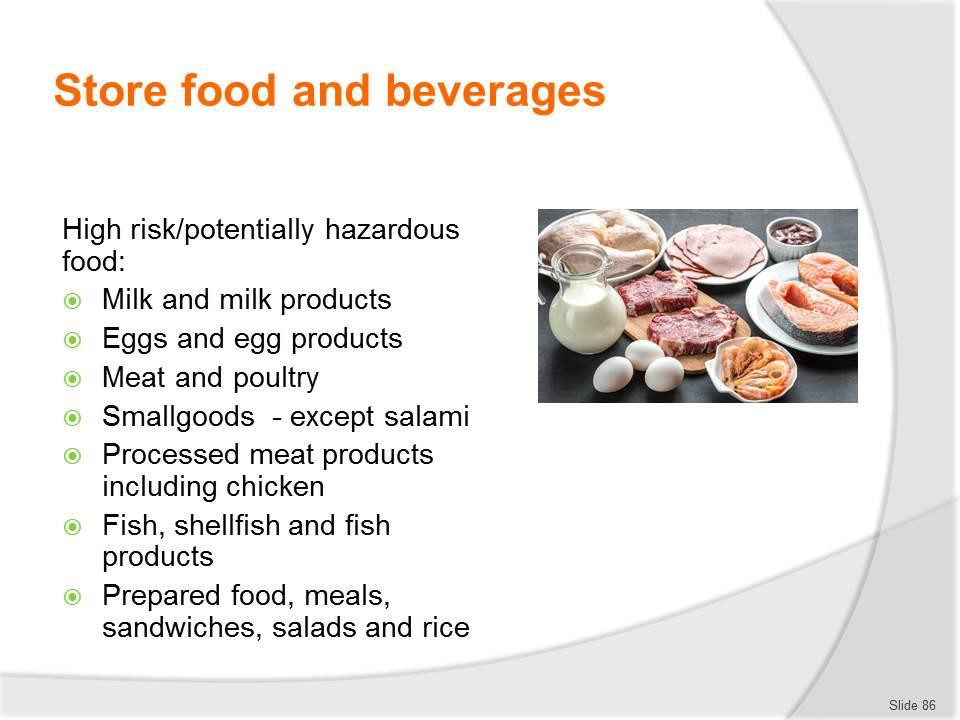 Store food and beverages
High risk/potentially hazardous
food:
Milk and milk products
Eggs and egg products
Meat and poultry
Smallgoods  - except salami
Processed meat products
including chicken
Fish, shellfish and fish
products
Prepared food, meals,
sandwiches, salads and rice
Slide 86